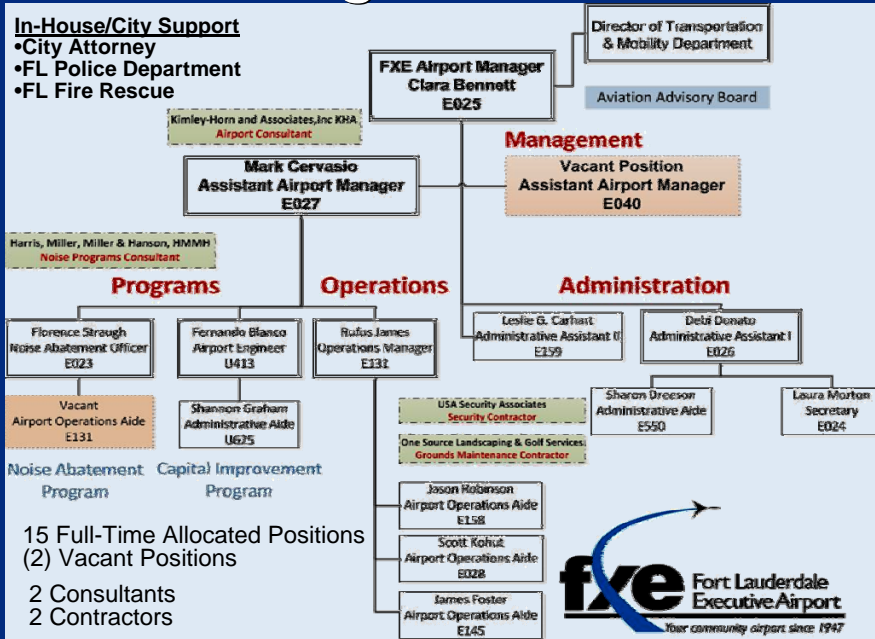 In-House/City Support
•City Attorney
•FL Police Department
•FL Fire Rescue
Director of Transportation
& Mobility Department
FXE Airport Manager
Clara Bennett
E025
Aviation Advisory Board
Kimley-Horn and Associates,Inc KHA
Airport Consultant
Management
Mark Cervasio
Assistant Airport Manager
E027
Vacant Position
Assistant Airport Manager
E040
Harris, Miller, Miller & Hanson, HMMH
Noise Programs Consultant
Programs
Operations
Administration
Florence Straugh
Noise Abatement Officer
E023
Fernando Blanco
Airport Engineer
U413
Rufus James
Operations Manager
E131
Leslie G. Carhart
Administrative Assistant II
E159
Debi Donato
Administrative Assistant I
E026
Vacant
Airport Operations Aide
E131
Shannon Graham
Administrative Aide
U625
USA Security Associates
Security Contractor
Sharon Dreeson
Administrative Aide
E550
Laura Morton
Secretary
E024
One Source Landscaping & Golf Services.
Grounds Maintenance Contractor
Noise Abatement
Program
Capital Improvement
Program
Jason Robinson
Airport Operations Aide
E158
Scott Kohut
Airport Operations Aide
E028
James Foster
Airport Operations Aide
E145
15 Full-Time Allocated Positions
(2) Vacant Positions
2 Consultants
2 Contractors
fxe
Fort Lauderdale
Executive Airport
Your community airport since 1947